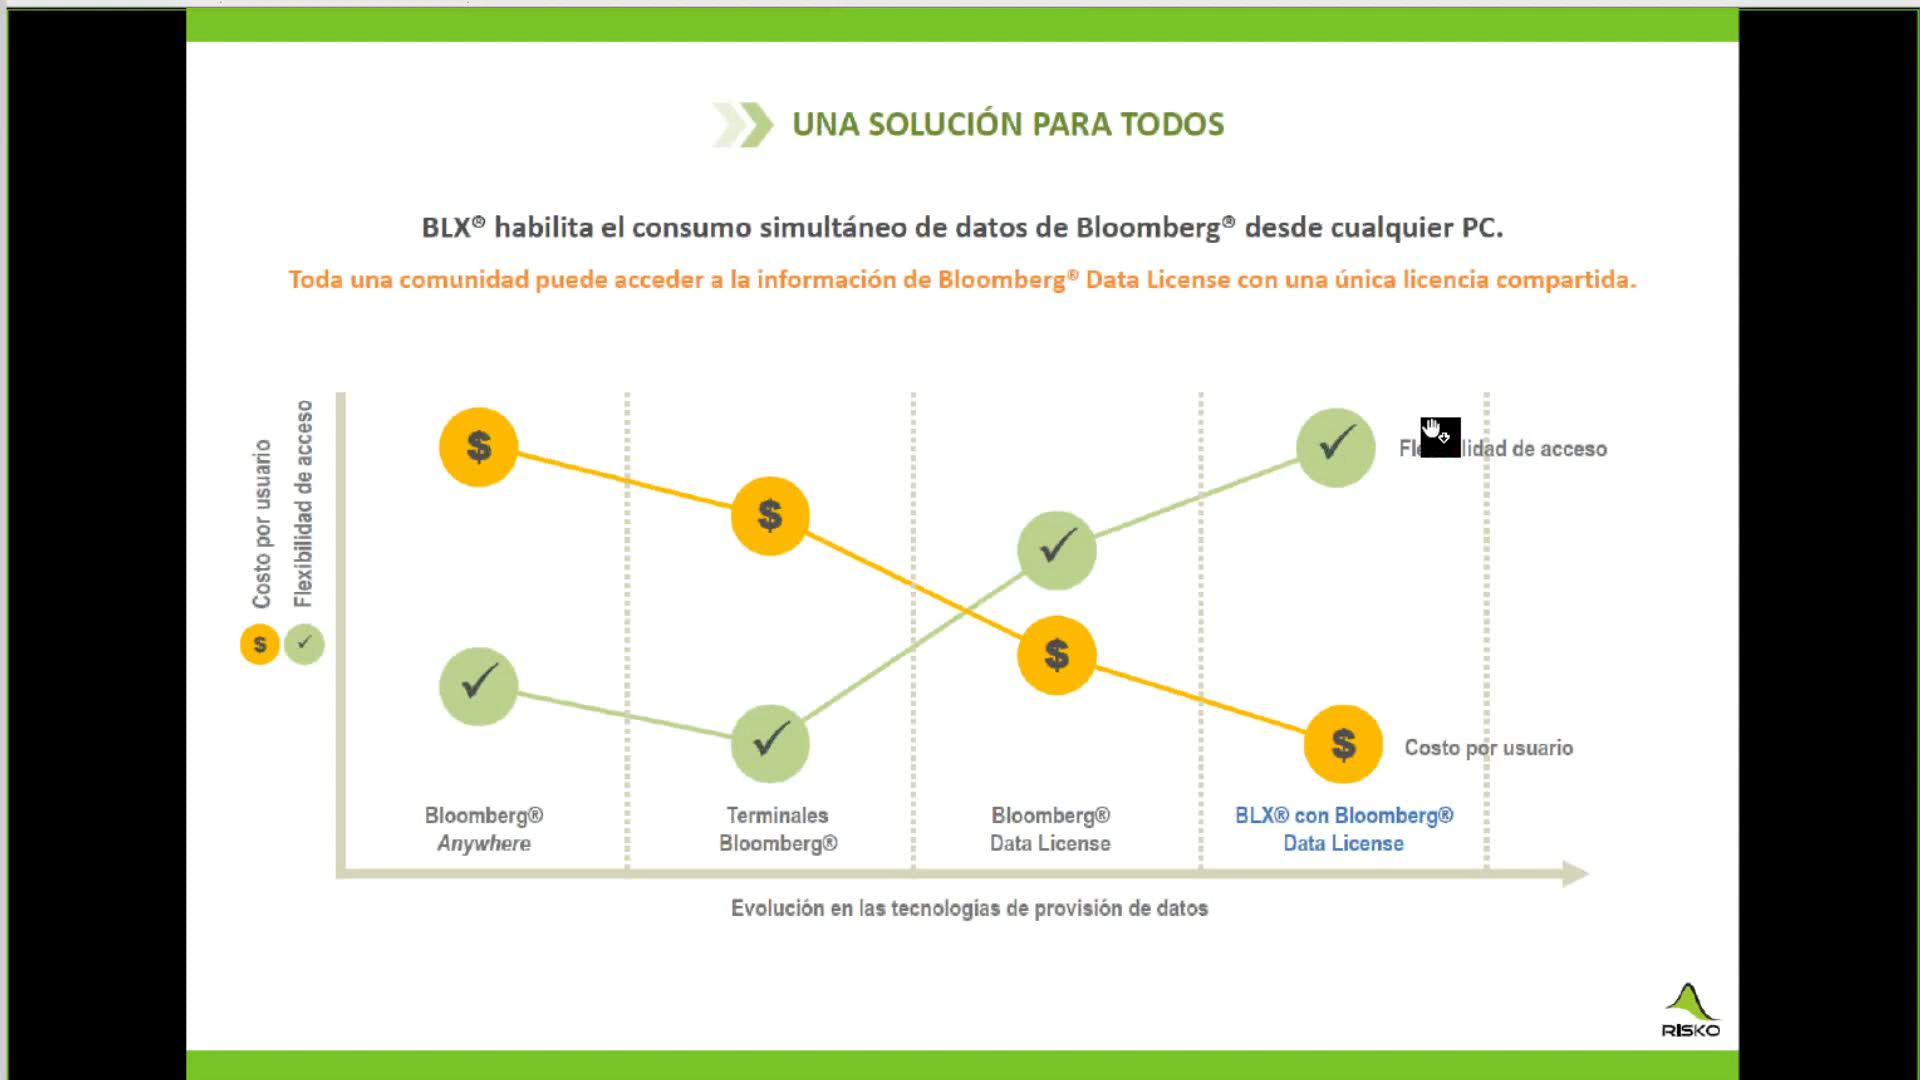 UNA SOLUCIÓN PARA TODOS
BLX® habilita el consumo simultáneo de datos de Bloomberg® desde cualquier PC.
Toda una comunidad puede acceder a la información de Bloomberg® Data License con una única licencia compartida.
Costo por usuario
Flexibilidad de acceso
$
✓
$
$
$
$
✓
✓
✓
✓
de acceso
Costo por usuario
Bloomberg®
Anywhere
Terminales
Bloomberg®
Bloomberg®
Data License
BLX® con Bloomberg®
Data License
Evolución en las tecnologías de provisión de datos
RISKO